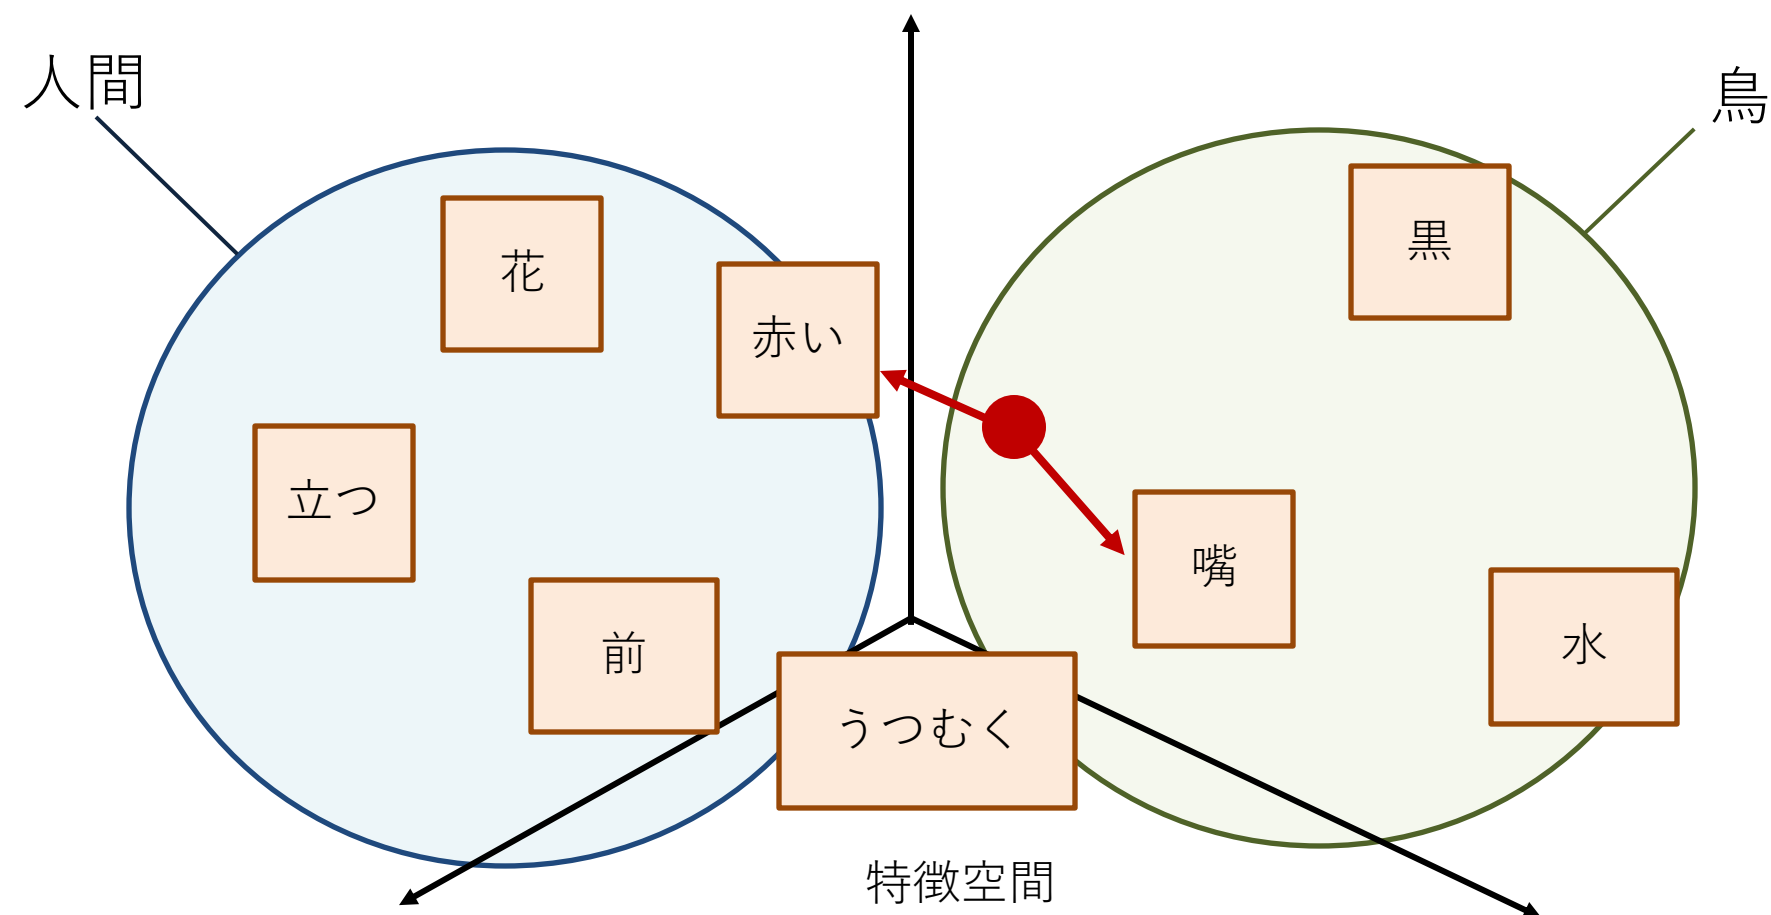 人間
鳥
花
赤い
黒
立つ
嘴
前
水
うつむく
特徴空間